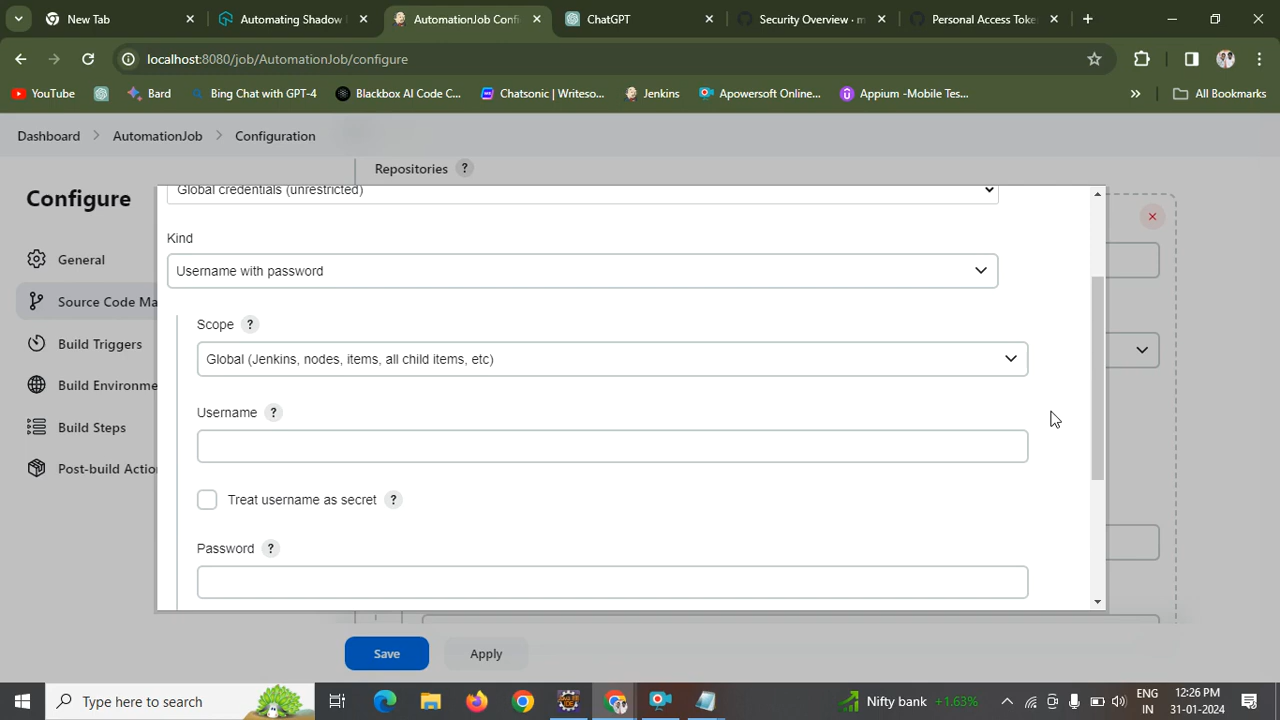 New Tab
Automating Shadow
AutomationJob Confi
ChatGPT
Security Overview · m
Personal Access Toke
localhost:8080/job/AutomationJob/configure
YouTube
Bard
Bing Chat with GPT-4
Blackbox AI Code C...
Chatsonic | Writeso...
Jenkins
Apowersoft Online...
Appium -Mobile Tes...
All Bookmarks
Dashboard
AutomationJob
Configuration
Repositories ?
Configure
General
Source Code Ma
Build Triggers
Build Environme
Build Steps
Post-build Actio
Global credentials (unrestricted)
Kind
Username with password
Scope ?
Global (Jenkins, nodes, items, all child items, etc)
Username ?
Treat username as secret ?
Password ?
Save
Apply
Type here to search
Nifty bank +1.63%
ENG
IN
12:26 PM
31-01-2024